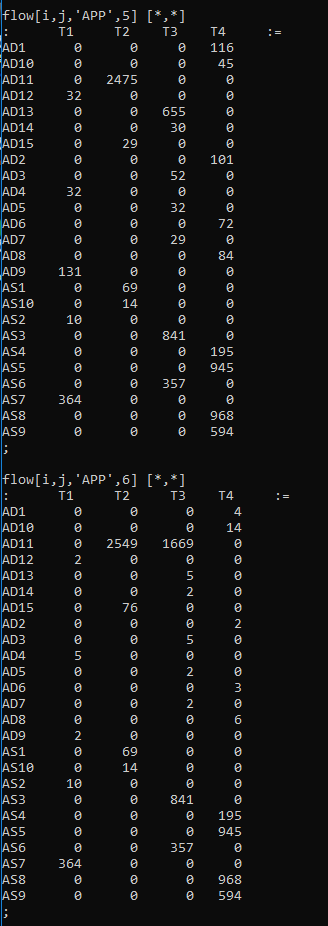 flow[i,j,'APP',5] [*,*]
:      T1     T2     T3    T4     :=
AD1       0      0      0   116
AD10      0      0      0    45
AD11      0   2475      0     0
AD12     32      0      0     0
AD13      0      0    655     0
AD14      0      0     30     0
AD15      0     29      0     0
AD2       0      0      0   101
AD3       0      0     52     0
AD4      32      0      0     0
AD5       0      0     32     0
AD6       0      0      0    72
AD7       0      0     29     0
AD8       0      0      0    84
AD9     131      0      0     0
AS1       0     69      0     0
AS10      0     14      0     0
AS2      10      0      0     0
AS3       0      0    841     0
AS4       0      0      0   195
AS5       0      0      0   945
AS6       0      0    357     0
AS7     364      0      0     0
AS8       0      0      0   968
AS9       0      0      0   594
;
flow[i,j,'APP',6] [*,*]
:      T1     T2     T3     T4      :=
AD1      0      0      0      4
AD10     0      0      0     14
AD11     0   2549   1669      0
AD12     2      0      0      0
AD13     0      0      5      0
AD14     0      0      2      0
AD15     0     76      0      0
AD2      0      0      0      2
AD3      0      0      5      0
AD4      5      0      0      0
AD5      0      0      2      0
AD6      0      0      0      3
AD7      0      0      2      0
AD8      0      0      0      6
AD9      2      0      0      0
AS1      0     69      0      0
AS10     0     14      0      0
AS2     10      0      0      0
AS3      0      0    841      0
AS4      0      0      0    195
AS5      0      0      0    945
AS6      0      0    357      0
AS7    364      0      0      0
AS8      0      0      0    968
AS9      0      0      0    594
;